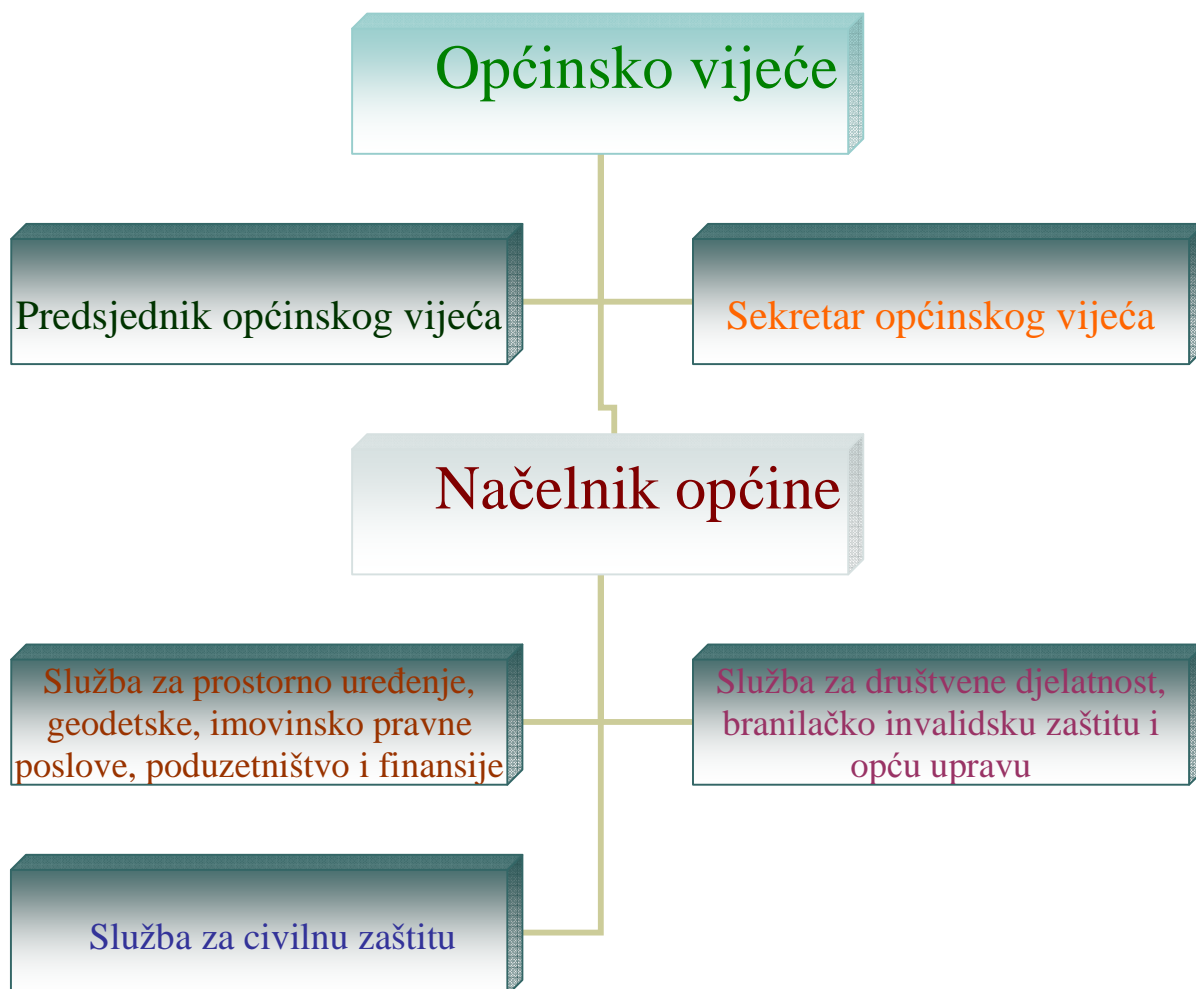 Općinsko vijeće
Predsjednik općinskog vijeća
Sekretar općinskog vijeća
Načelnik općine
Služba za prostorno uređenje,
geodetske, imovinsko pravne
poslove, poduzetništvo i finansije
Služba za društvene djelatnost,
branilačko invalidsku zaštitu i
opću upravu
Služba za civilnu zaštitu